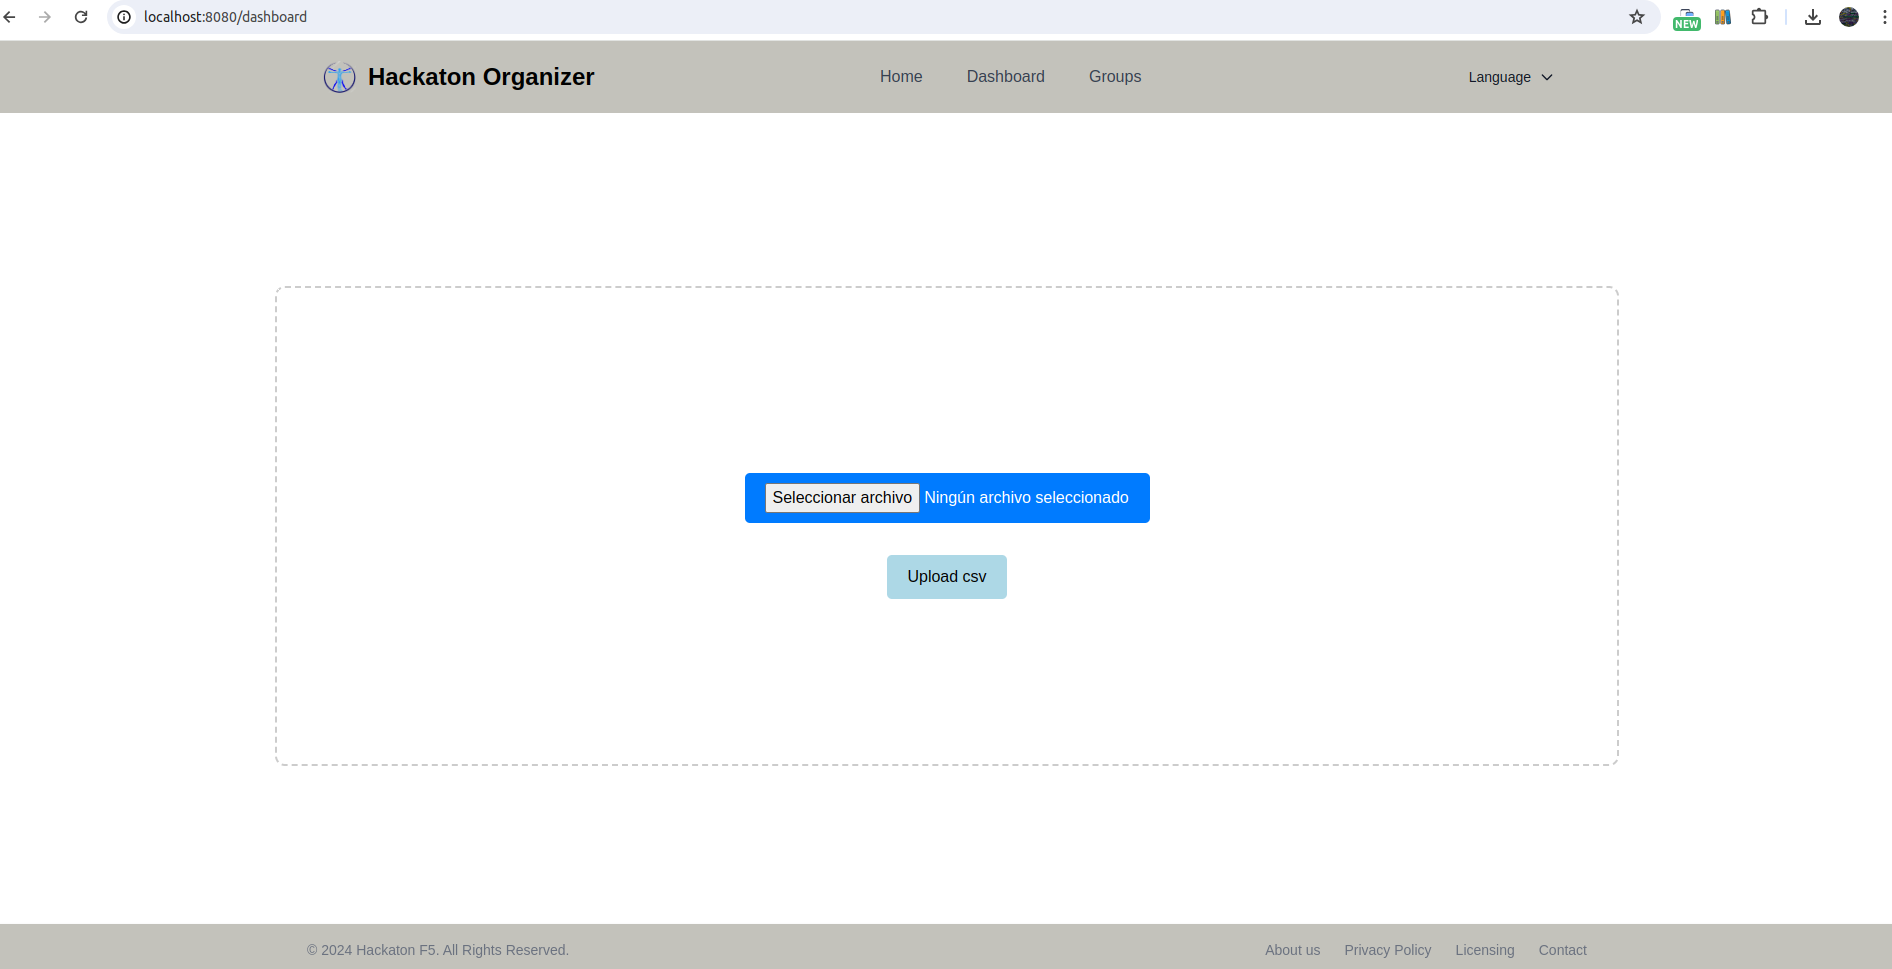 localhost:8080/dashboard
NEW
Hackaton Organizer
Home Dashboard Groups
Language
Seleccionar archivo Ningún archivo seleccionado
Upload csv
© 2024 Hackaton F5. All Rights Reserved.
About us Privacy Policy Licensing Contact